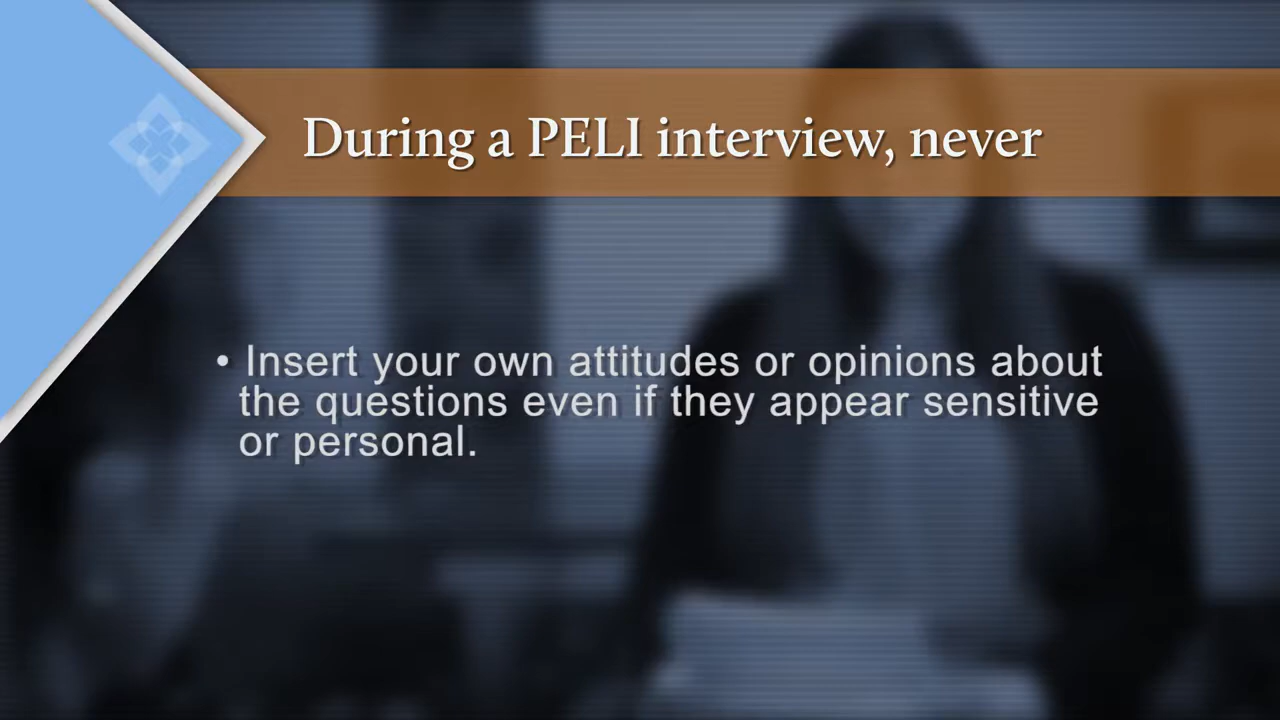 During a PELI interview, never
• Insert your own attitudes or opinions about
the questions even if they appear sensitive
or personal.